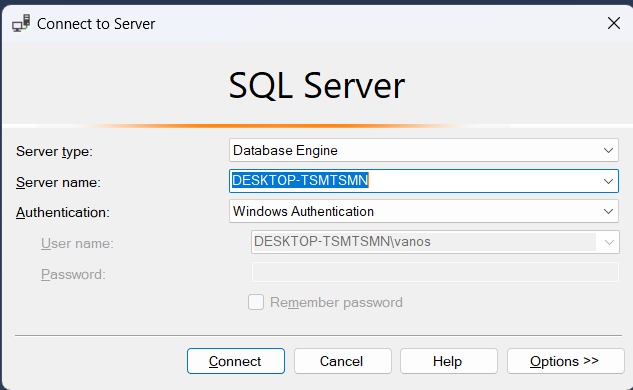 Connect to Server
SQL Server
Server type: Database Engine
Server name: DESKTOP-TSMTSMN
Authentication: Windows Authentication
User name: DESKTOP-TSMTSMN\vanos
Password:
Remember password
Connect Cancel Help Options >>